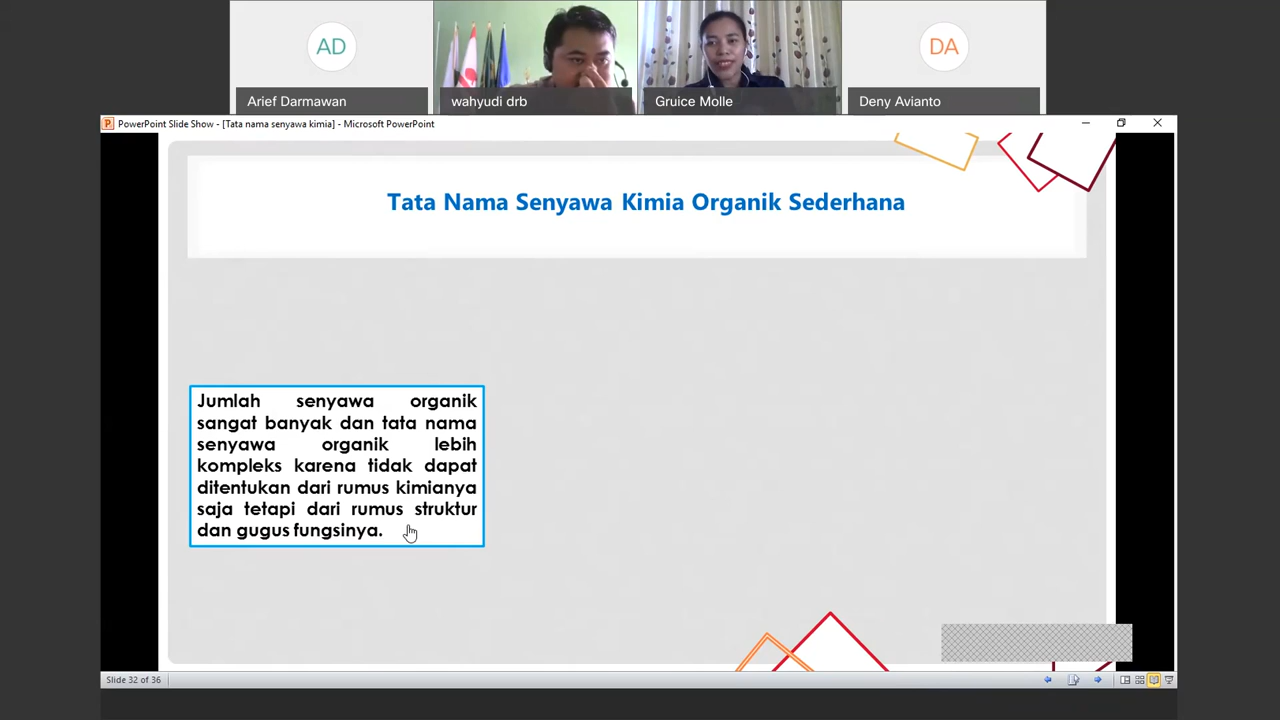 AD
DA
Arief Darmawan
wahyudi drb
Gruice Molle
Deny Avianto
PowerPoint Slide Show - [Tata nama senyawa kimia] - Microsoft PowerPoint
Tata Nama Senyawa Kimia Organik Sederhana
Jumlah senyawa organik
sangat banyak dan tata nama
senyawa organik lebih
kompleks karena tidak dapat
ditentukan dari rumus kimianya
saja tetapi dari rumus struktur
dan gugus fungsinya.
Slide 32 of 36